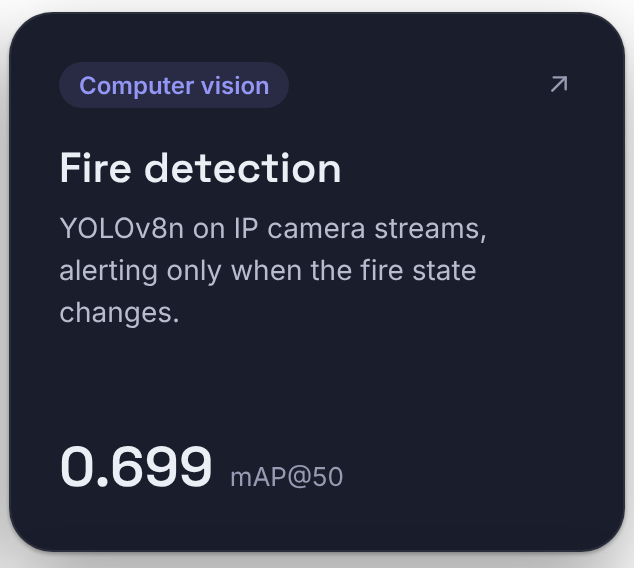 Computer vision
Fire detection
YOLOv8n on IP camera streams,
alerting only when the fire state
changes.
0.699 mAP@50